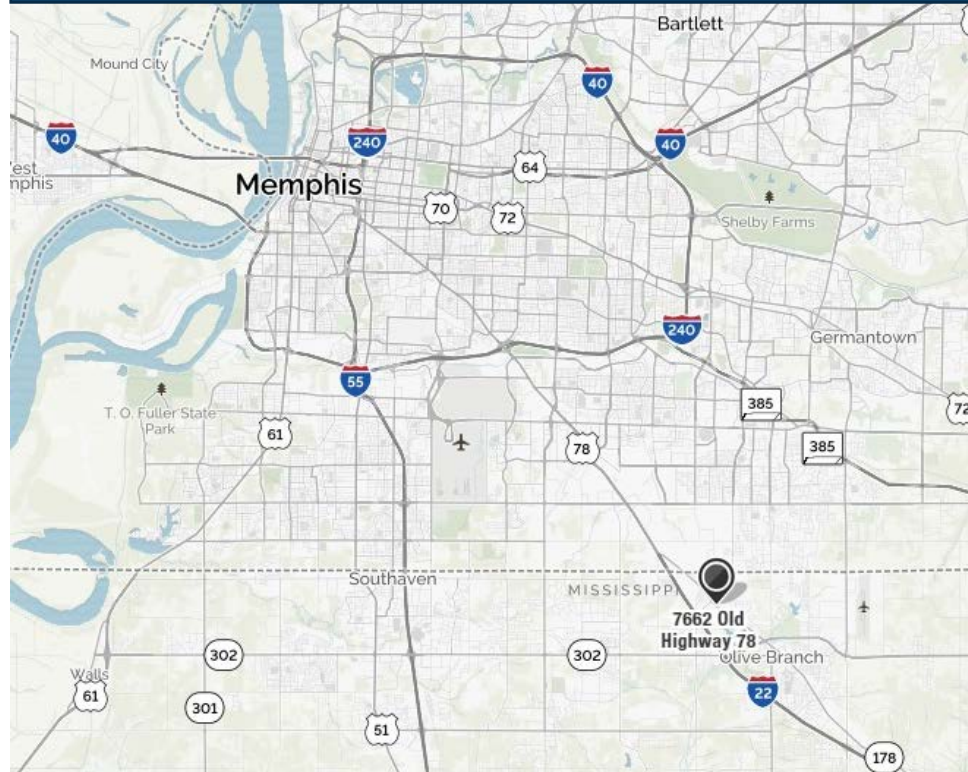 Bartlett
Mound City
40
40
240
40
64
Memphis
70
72
Shelby Farms
240
Germantown
55
385
T. O. Fuller State
Park
61
72
78
385
Southaven
MISSISSIPPI
7662 Old
Highway 78
302
302
Olive Branch
Walls
61
22
301
51
178